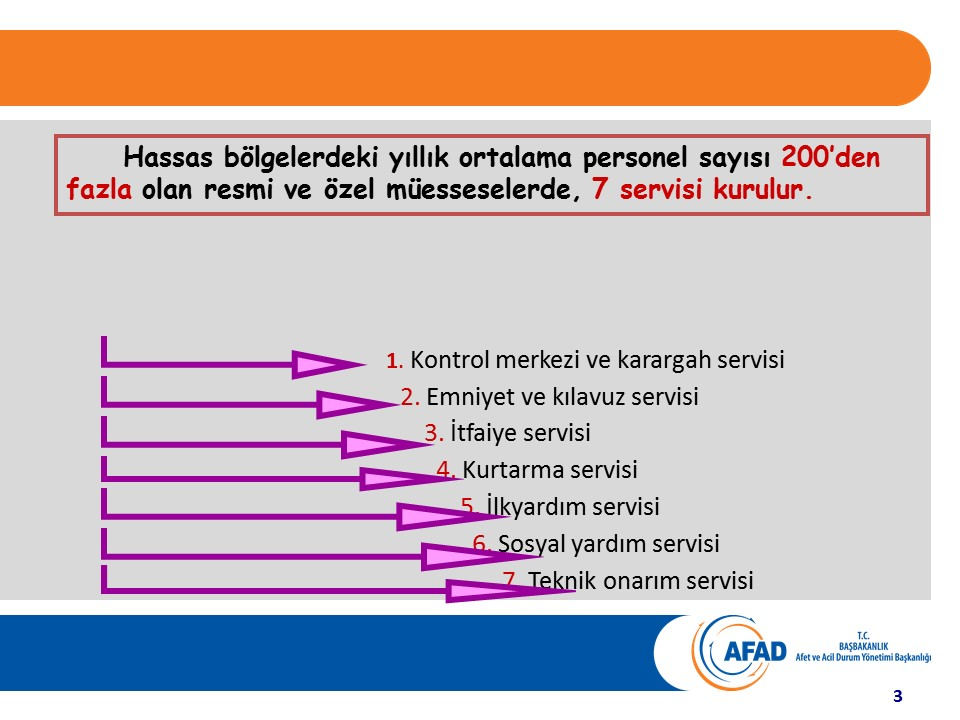 Hassas bölgelerdeki yıllık ortalama personel sayısı 200’den
fazla olan resmi ve özel müesseselerde, 7 servisi kurulur.
1. Kontrol merkezi ve karargah servisi
2. Emniyet ve kılavuz servisi
3. İtfaiye servisi
4. Kurtarma servisi
5. İlkyardım servisi
6. Sosyal yardım servisi
7. Teknik onarım servisi
AFAD
T.C.
BAŞBAKANLIK
Afet ve Acil Durum Yönetimi Başkanlığı
3